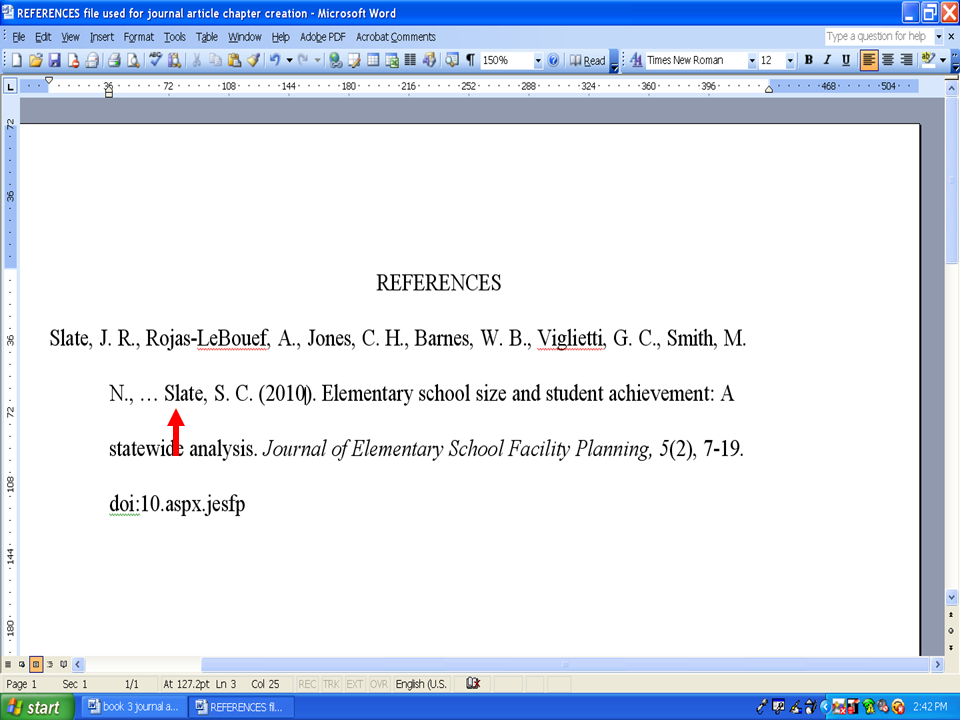 REFERENCES file used for journal article chapter creation - Microsoft Word
File Edit View Insert Format Tools Table Window Help Adobe PDF Acrobat Comments Type a question for help
150% Read Times New Roman 12 B I U
36 72 108 144 180 216 252 288 324 360 396 468 504
72
36
36
72
108
144
180
REFERENCES
Slate, J. R., Rojas-LeBouef, A., Jones, C. H., Barnes, W. B., Viglietti, G. C., Smith, M.
N., … Slate, S. C. (2010). Elementary school size and student achievement: A
statewide analysis. Journal of Elementary School Facility Planning, 5(2), 7-19.
doi:10.aspx.jesfp
Page 1 Sec 1 1/1 At 127.2pt Ln 3 Col 25 REC TRK EXT OVR English (U.S.
start book 3 journal a... REFERENCES fil... 2:42 PM